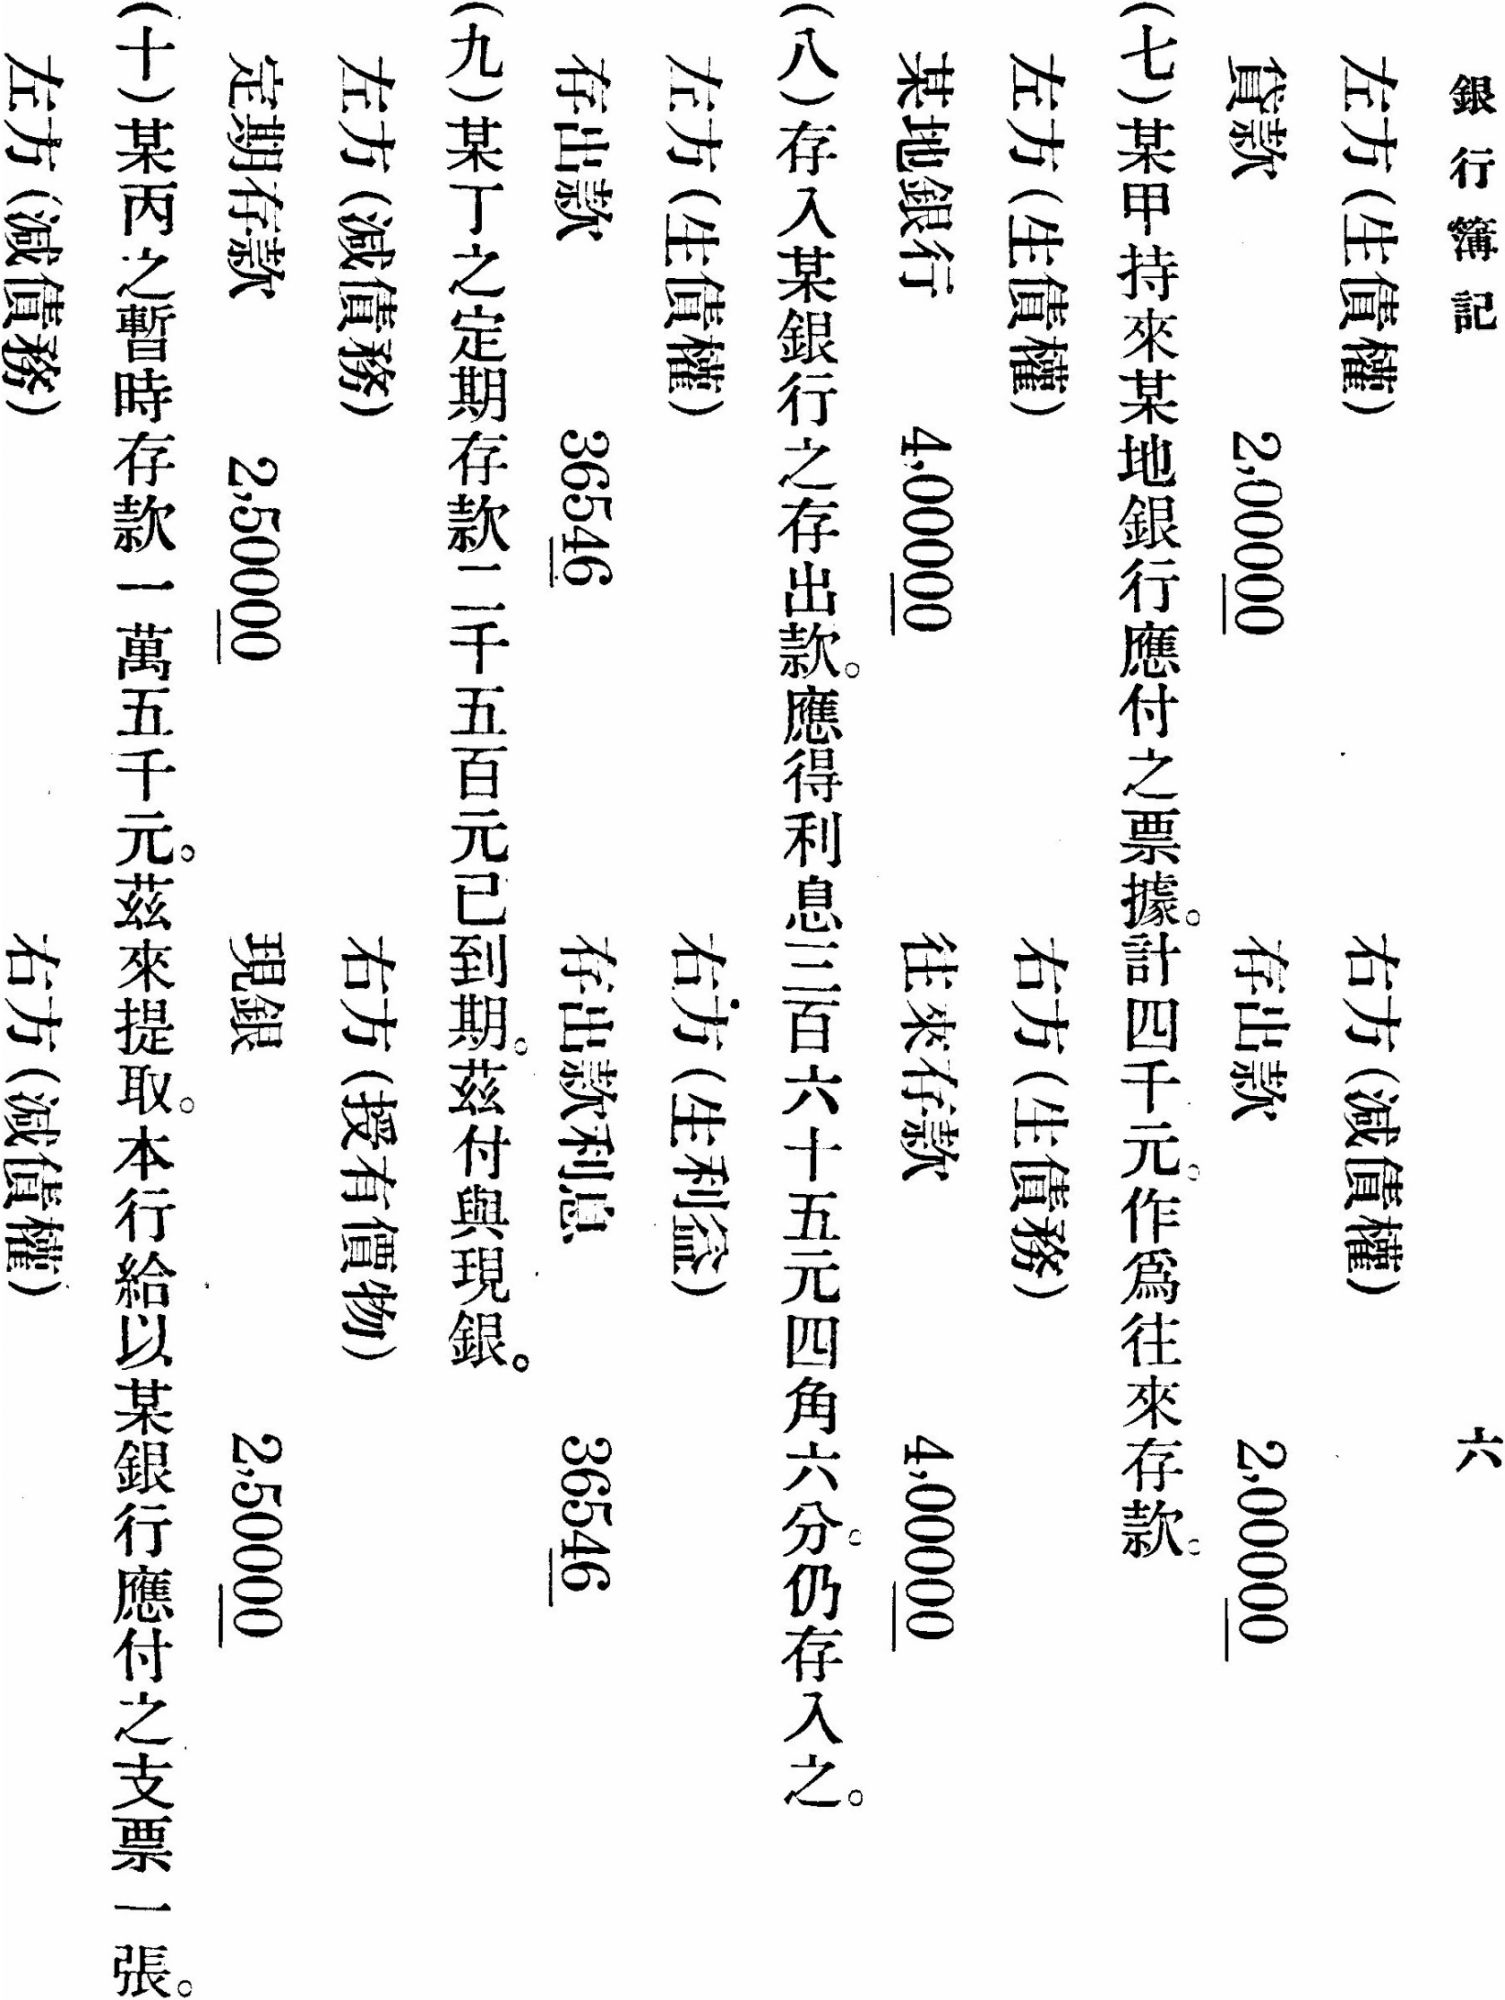 銀行簿記
六
左方(生債權) 右方(減債權)
貸款 2,00000 存出款 2,00000
(七)某甲持來某地銀行應付之票據。計四千元。作爲往來存款。
左方(生債權) 右方(生債務)
某地銀行 4,00000 往來存款 4,00000
(八)存入某銀行之存出款。應得利息三百六十五元四角六分。仍存入之。
左方(生債權) 右方(生利益)
存出款 36546 存出款利息 36546
(九)某丁之定期存款二千五百元已到期。茲付與現銀。
左方(減債務) 右方(授有價物)
定期存款 2,50000 現銀 2,50000
(十)某丙之暫時存款一萬五千元。茲來提取。本行給以某銀行應付之支票一張。
左方(減債務) 右方(減債權)